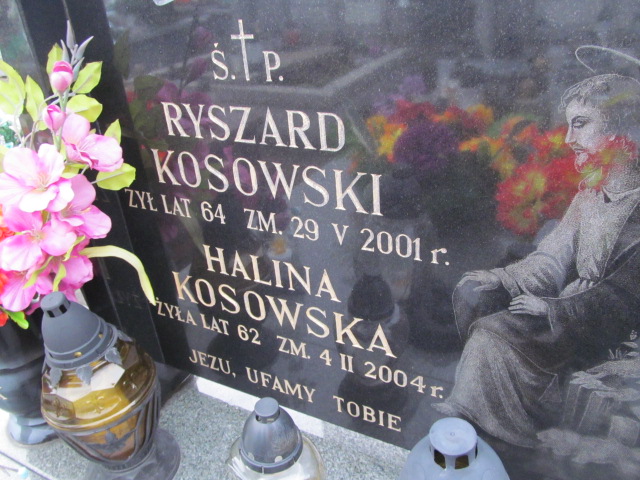 Ś.P.
RYSZARD
KOSOWSKI
ŻYŁ LAT 64 ZM. 29 V 2001 r.
HALINA
KOSOWSKA
ŻYŁA LAT 62 ZM. 4 II 2004 r.
JEZU, UFAMY TOBIE